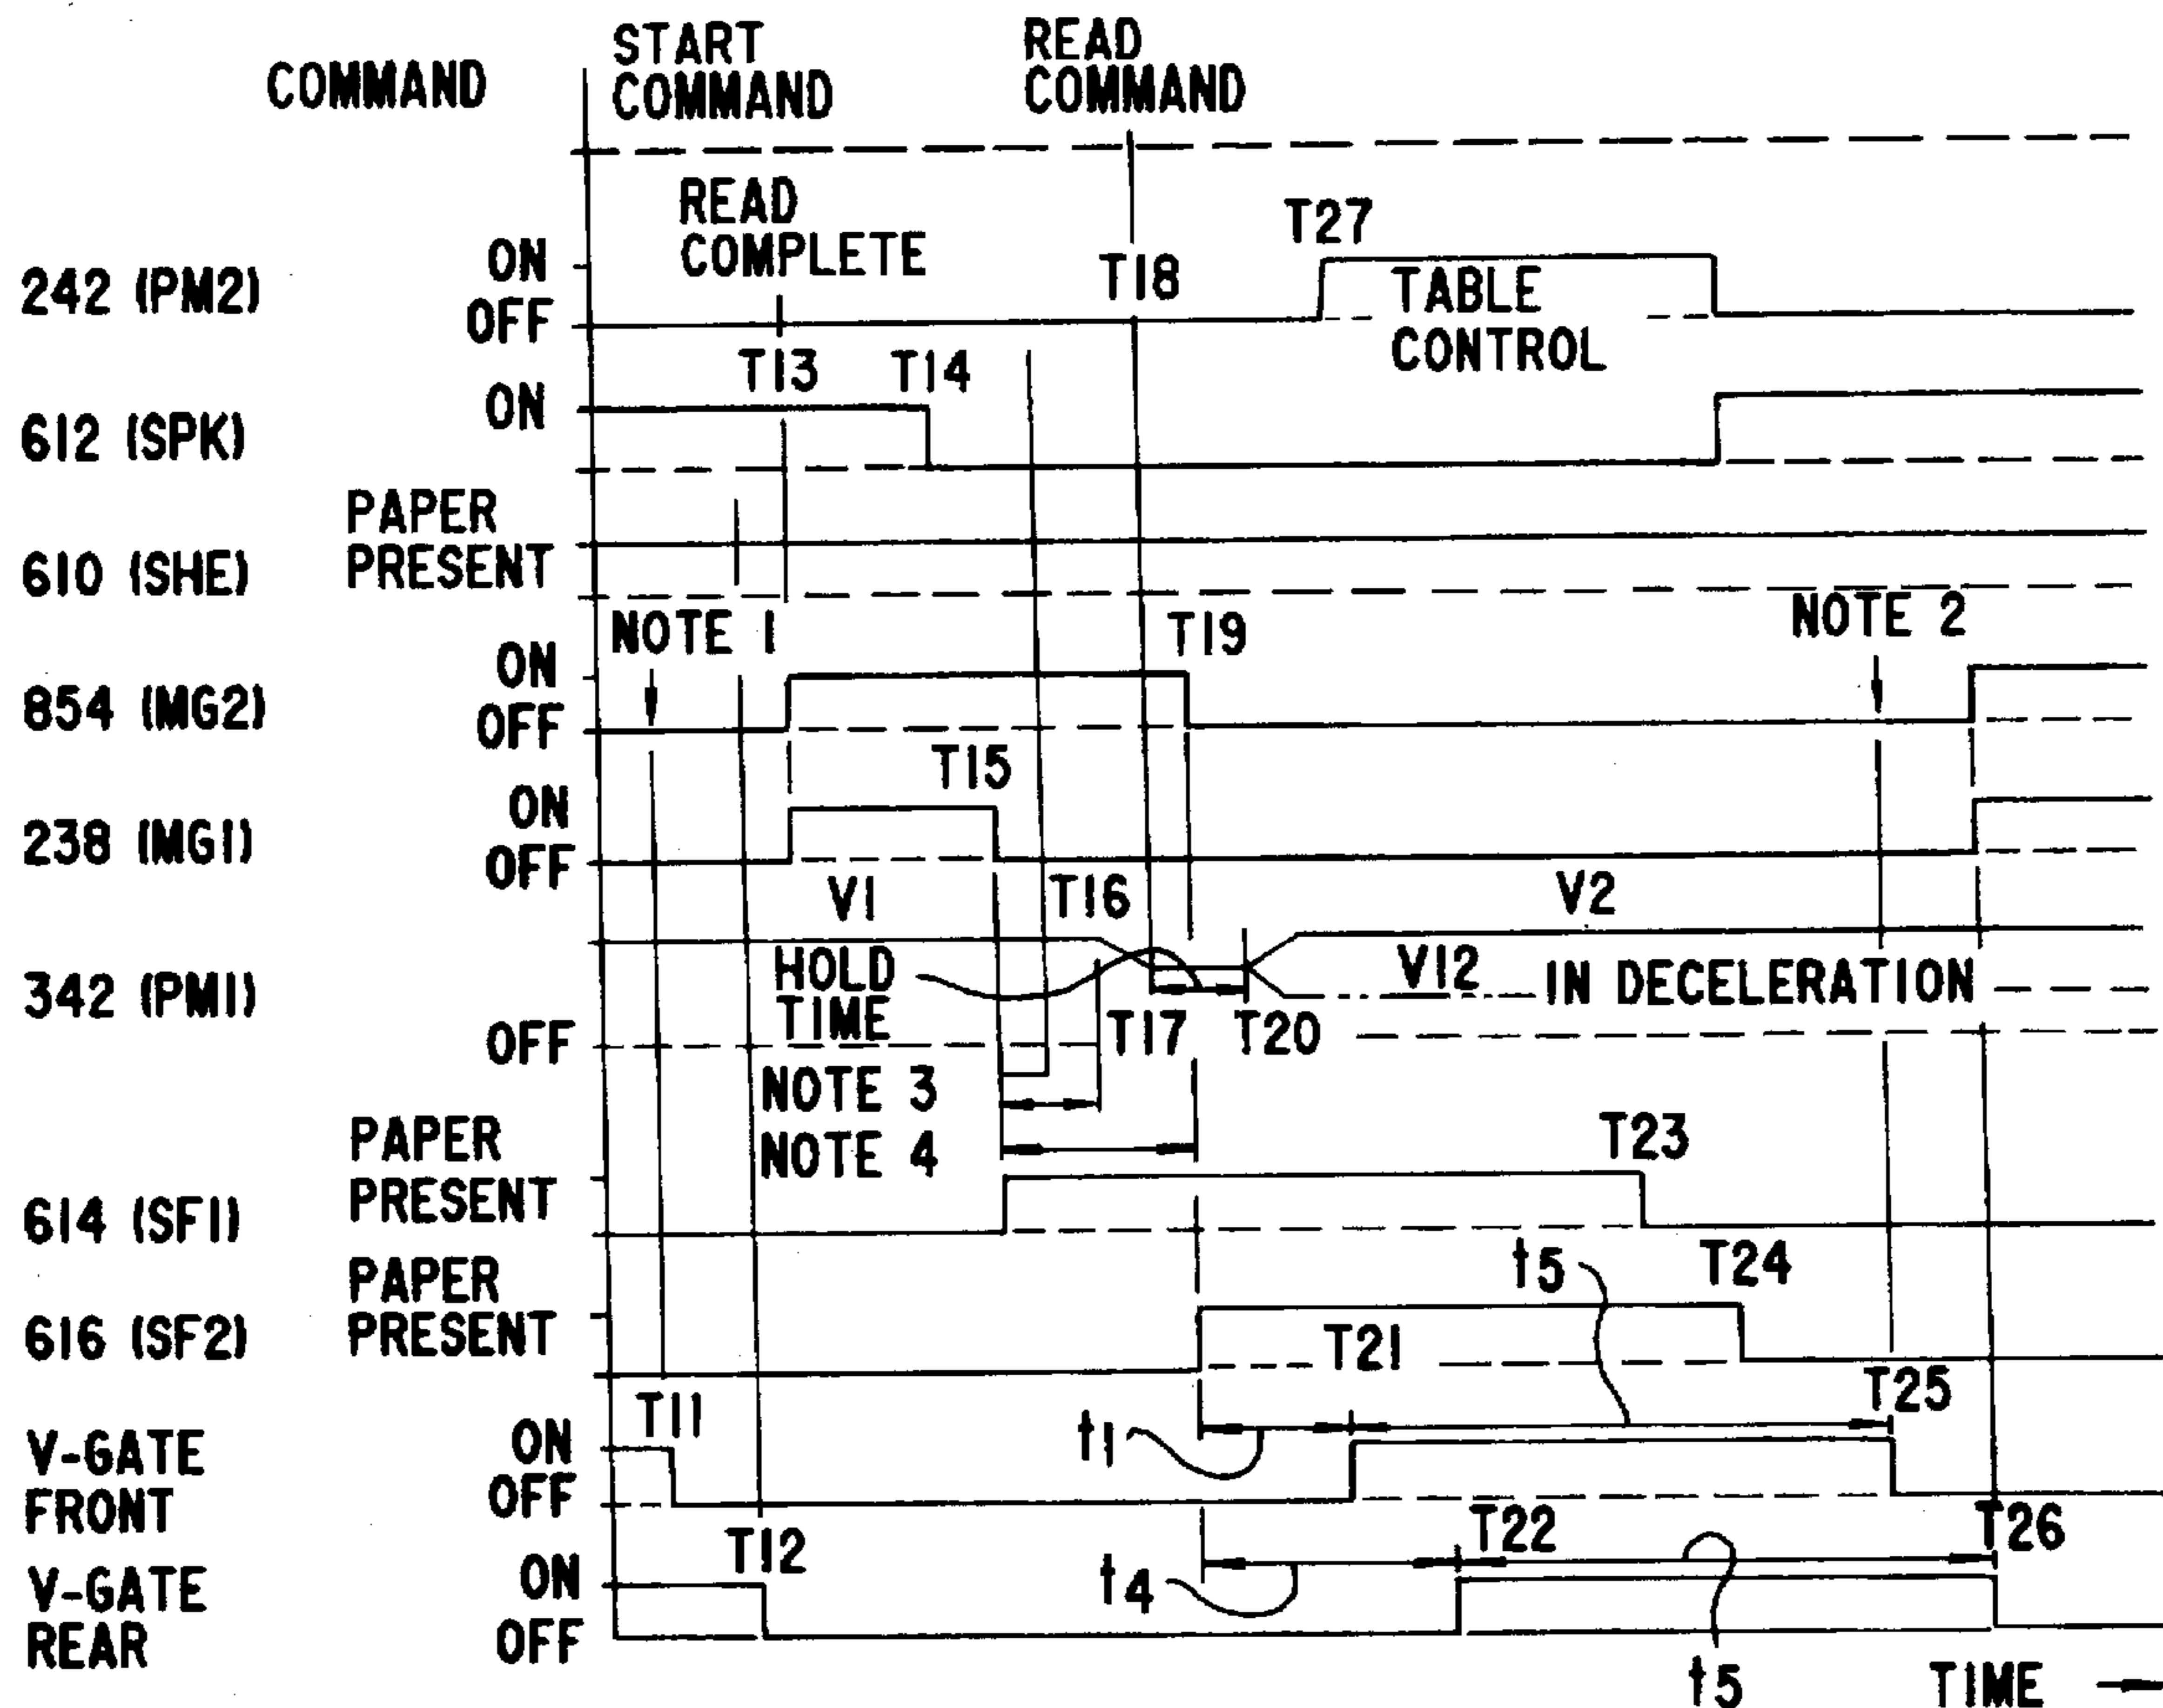 COMMAND
START
COMMAND
READ
COMMAND
READ
COMPLETE
T27
T18
242 (PM2)
ON
OFF
TABLE
CONTROL
T13
T14
612 (SPK)
ON
610 (SHE)
PAPER
PRESENT
NOTE 1
T19
NOTE 2
854 (MG2)
ON
OFF
T15
238 (MG1)
ON
OFF
V1
T16
V2
342 (PM1)
HOLD
TIME
V12
IN DECELERATION
OFF
T17
T20
NOTE 3
NOTE 4
614 (SF1)
PAPER
PRESENT
T23
616 (SF2)
PAPER
PRESENT
t5
T24
T21
T11
T25
V-GATE
FRONT
ON
OFF
t1
T12
T22
T26
V-GATE
REAR
ON
OFF
t4
t5
TIME